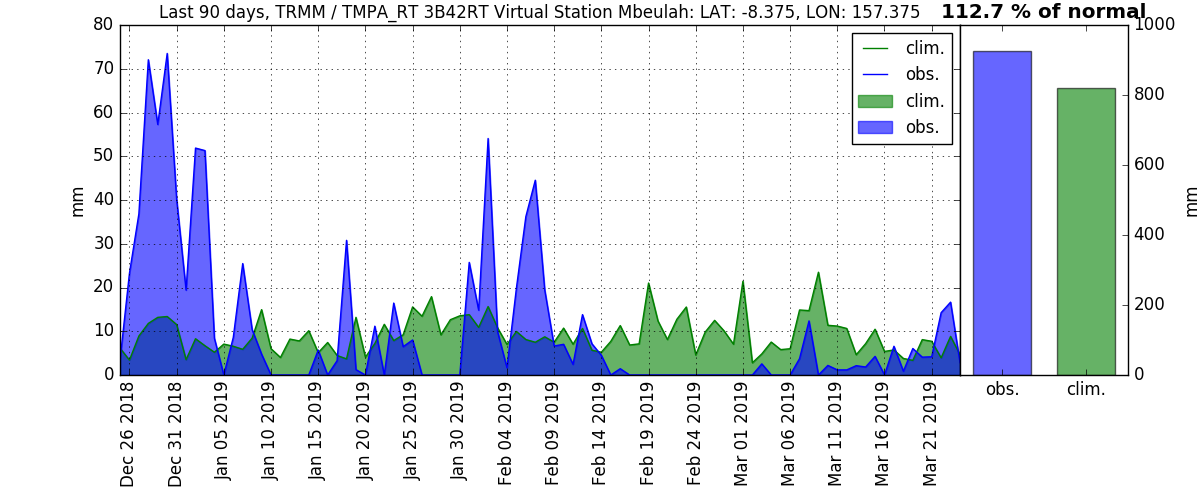 Last 90 days, TRMM / TMPA_RT 3B42RT Virtual Station Mbeulah: LAT: -8.375, LON: 157.375
112.7 % of normal
80
70
60
50
40
30
20
10
0
mm
clim.
obs.
clim.
obs.
1000
800
600
400
200
0
mm
obs.
clim.
Dec 26 2018
Dec 31 2018
Jan 05 2019
Jan 10 2019
Jan 15 2019
Jan 20 2019
Jan 25 2019
Jan 30 2019
Feb 04 2019
Feb 09 2019
Feb 14 2019
Feb 19 2019
Feb 24 2019
Mar 01 2019
Mar 06 2019
Mar 11 2019
Mar 16 2019
Mar 21 2019